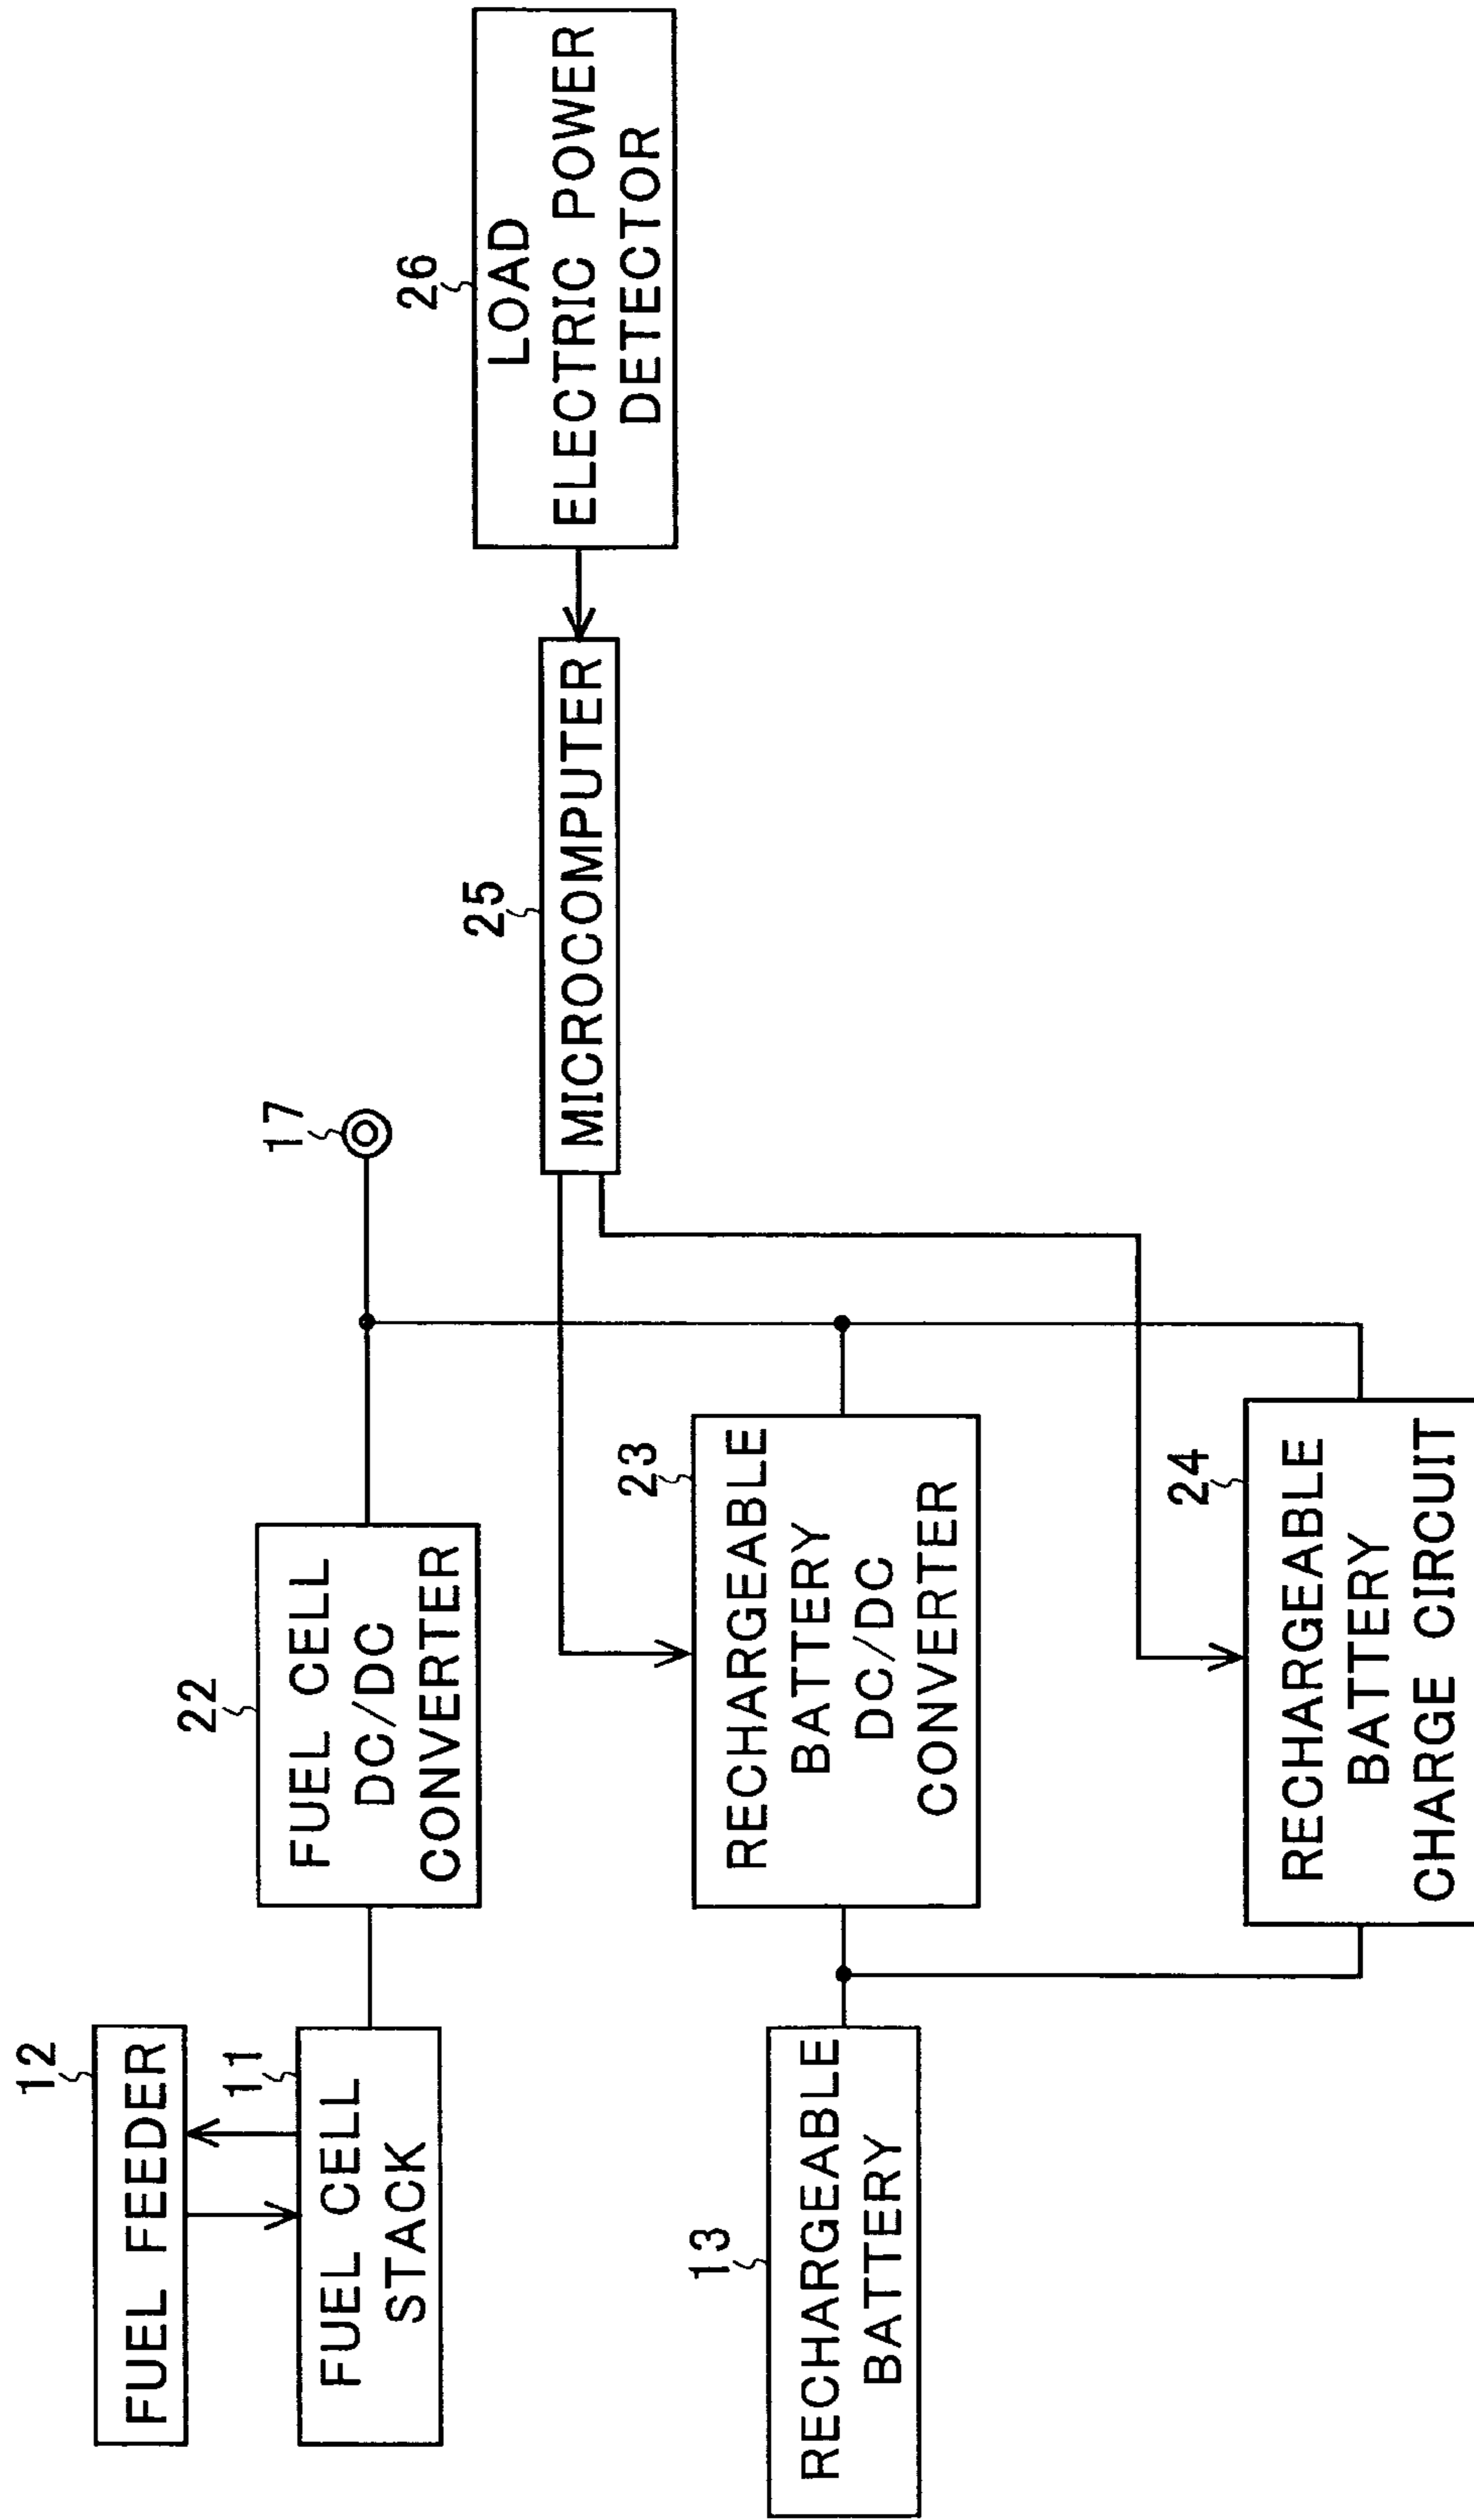 12
FUEL FEEDER
11
FUEL CELL
STACK
22
FUEL CELL
DC/DC
CONVERTER
17
26
LOAD
ELECTRIC POWER
DETECTOR
25
MICROCOMPUTER
13
RECHARGEABLE
BATTERY
23
RECHARGEABLE
BATTERY
DC/DC
CONVERTER
24
RECHARGEABLE
BATTERY
CHARGE CIRCUIT